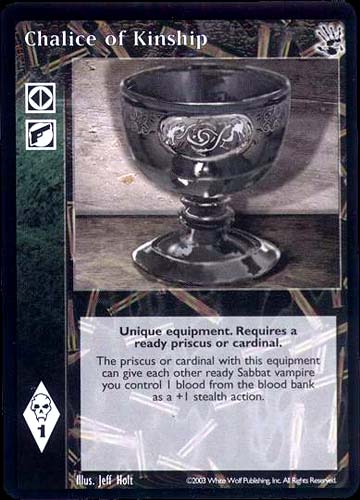 Chalice of Kinship
Unique equipment. Requires a
ready priscus or cardinal.
The priscus or cardinal with this equipment
can give each other ready Sabbat vampire
you control 1 blood from the blood bank
as a +1 stealth action.
1
Illus. Jeff Holt
©2003 White Wolf Publishing, Inc. All Rights Reserved.